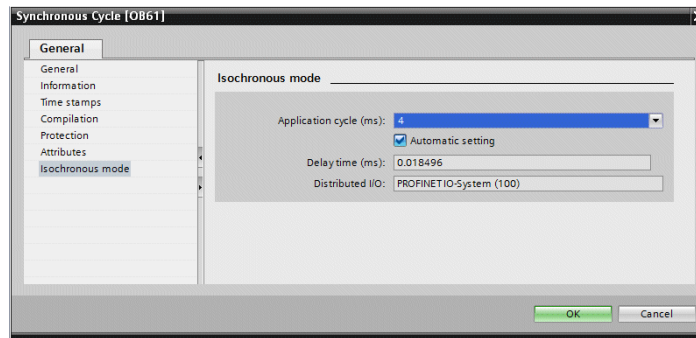 Synchronous Cycle [OB61]
General
General
Information
Time stamps
Compilation
Protection
Attributes
Isochronous mode
Isochronous mode
Application cycle (ms): 4
Automatic setting
Delay time (ms): 0.018496
Distributed I/O: PROFINET IO-System (100)
OK Cancel